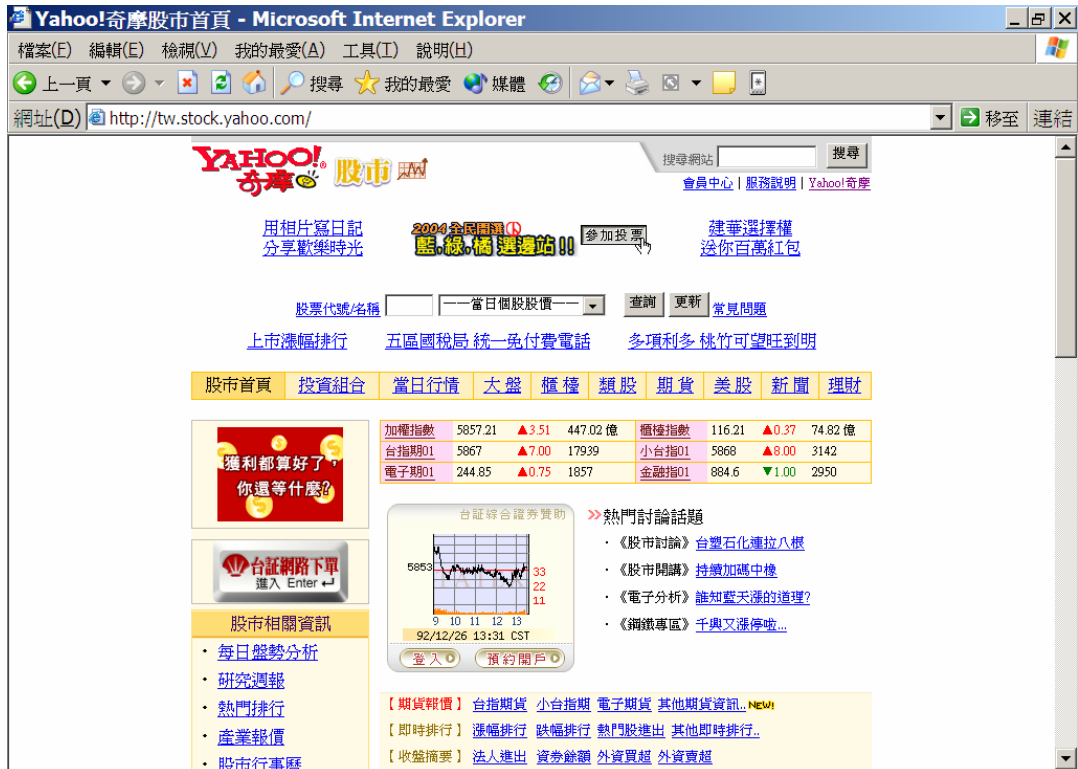 Yahoo!奇摩股市首頁 - Microsoft Internet Explorer
檔案(F) 編輯(E) 檢視(V) 我的最愛(A) 工具(T) 說明(H)
上一頁 搜尋 我的最愛 媒體
網址(D) http://tw.stock.yahoo.com/ 移至 連結
YAHOO!奇摩 股市
搜尋網站 搜尋
會員中心 | 服務說明 | Yahoo!奇摩
用相片寫日記 2004全民開選 建華選擇權
分享歡樂時光 藍.綠.橘 選邊站!! 參加投票 送你百萬紅包
股票代號/名稱 ——當日個股股價—— 查詢 更新 常見問題
上市漲幅排行 五區國稅局 統一免付費電話 多項利多 桃竹可望旺到明
股市首頁 投資組合 當日行情 大盤 櫃檯 類股 期貨 美股 新聞 理財
加權指數 5857.21 ▲3.51 447.02 億 櫃檯指數 116.21 ▲0.37 74.82 億
台指期01 5867 ▲7.00 17939 小台指01 5868 ▲8.00 3142
電子期01 244.85 ▲0.75 1857 金融指01 884.6 ▼1.00 2950
獲利都算好了，
你還等什麼?
台証網路下單
進入 Enter
股市相關資訊
・ 每日盤勢分析
・ 研究週報
・ 熱門排行
・ 產業報價
・ 股市行事曆
台証綜合證券贊助
5853
33
22
11
9 10 11 12 13
92/12/26 13:31 CST
登入 預約開戶
熱門討論話題
・《股市討論》台塑石化連拉八根
・《股市開講》持續加碼中橡
・《電子分析》誰知藍天漲的道理?
・《鋼鐵專區》千興又漲停啦...
【期貨報價】 台指期貨 小台指期 電子期貨 其他期貨資訊.. NEW!
【即時排行】 漲幅排行 跌幅排行 熱門股進出 其他即時排行..
【收盤摘要】 法人進出 資券餘額 外資買超 外資賣超